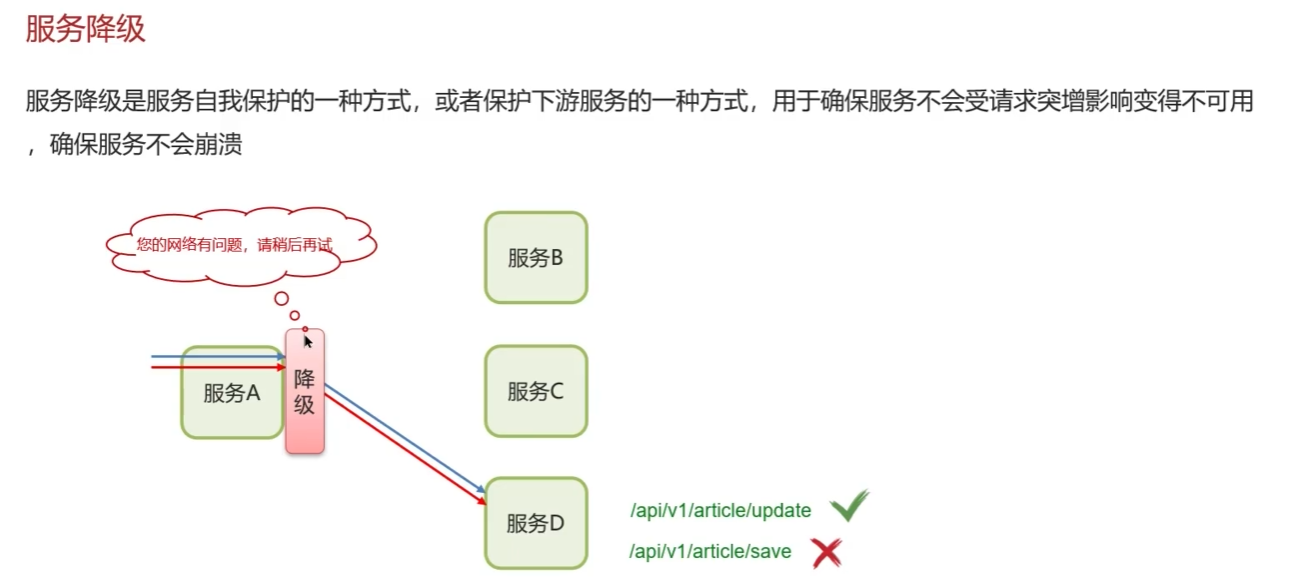 服务降级
服务降级是服务自我保护的一种方式，或者保护下游服务的一种方式，用于确保服务不会受请求突增影响变得不可用
，确保服务不会崩溃
您的网络有问题，请稍后再试
服务B
服务A
降
级
服务C
服务D
/api/v1/article/update
/api/v1/article/save